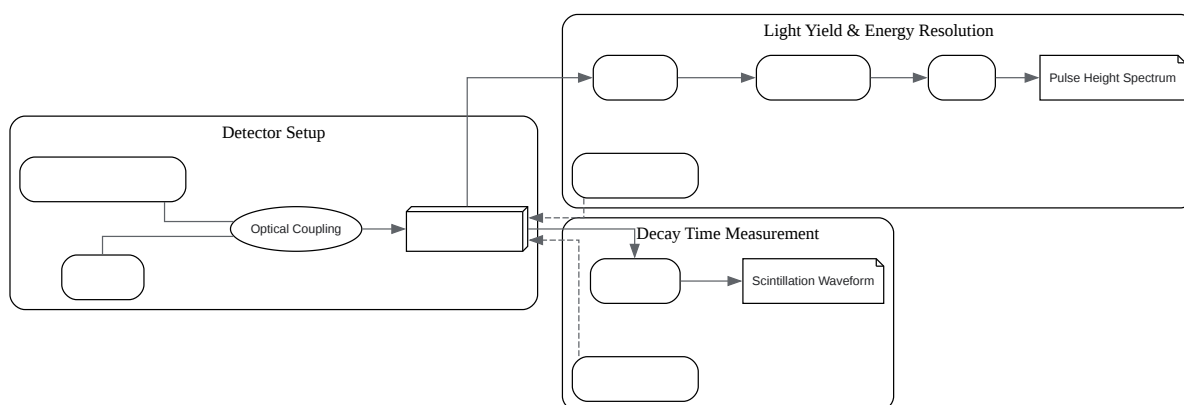 Light Yield & Energy Resolution
Pulse Height Spectrum
Detector Setup
Optical Coupling
Decay Time Measurement
Scintillation Waveform